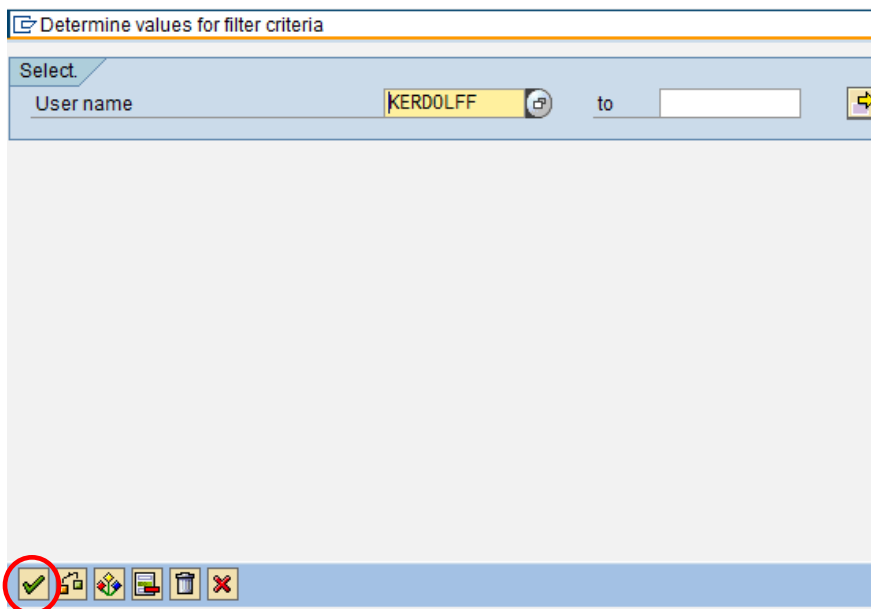 Determine values for filter criteria
Select.
User name KERDOLFF to